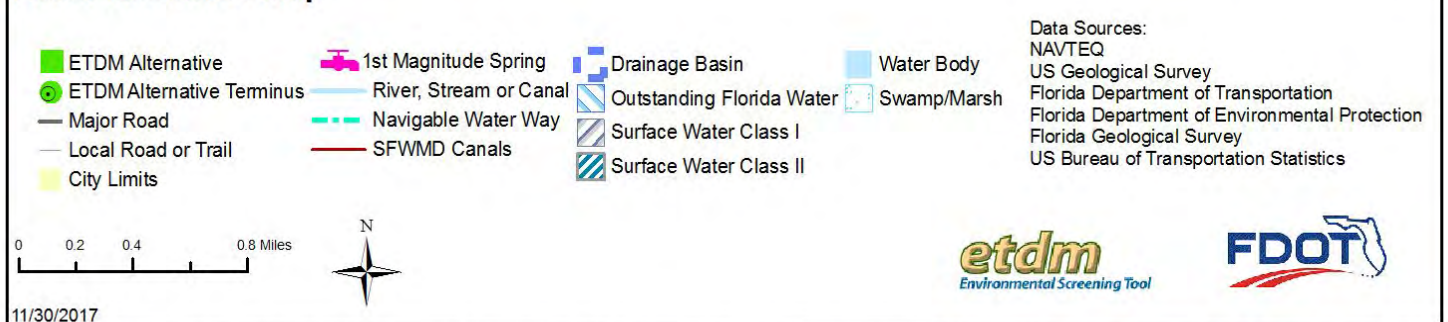 ETDM Alternative
ETDM Alternative Terminus
Major Road
Local Road or Trail
City Limits
1st Magnitude Spring
River, Stream or Canal
Navigable Water Way
SFWMD Canals
Drainage Basin
Outstanding Florida Water
Surface Water Class I
Surface Water Class II
Water Body
Swamp/Marsh
Data Sources:
NAVTEQ
US Geological Survey
Florida Department of Transportation
Florida Department of Environmental Protection
Florida Geological Survey
US Bureau of Transportation Statistics
0 0.2 0.4 0.8 Miles
N
etdm
Environmental Screening Tool
FDOT
11/30/2017